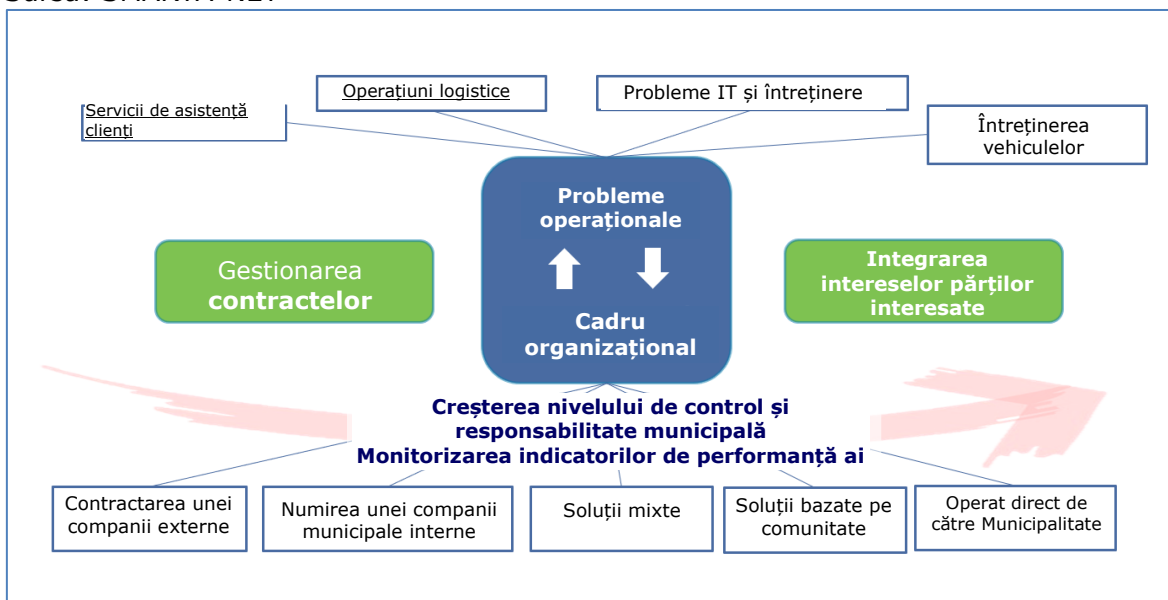 Servicii de asistență
clienți
Operațiuni logistice
Probleme IT și întreținere
Întreținerea
vehiculelor
Probleme
operaționale
Gestionarea
contractelor
Integrarea
intereselor părților
interesate
Cadru
organizațional
Creșterea nivelului de control și
responsabilitate municipală
Monitorizarea indicatorilor de performanță ai
Contractarea unei
companii externe
Numirea unei companii
municipale interne
Soluții mixte
Soluții bazate pe
comunitate
Operat direct de
către Municipalitate